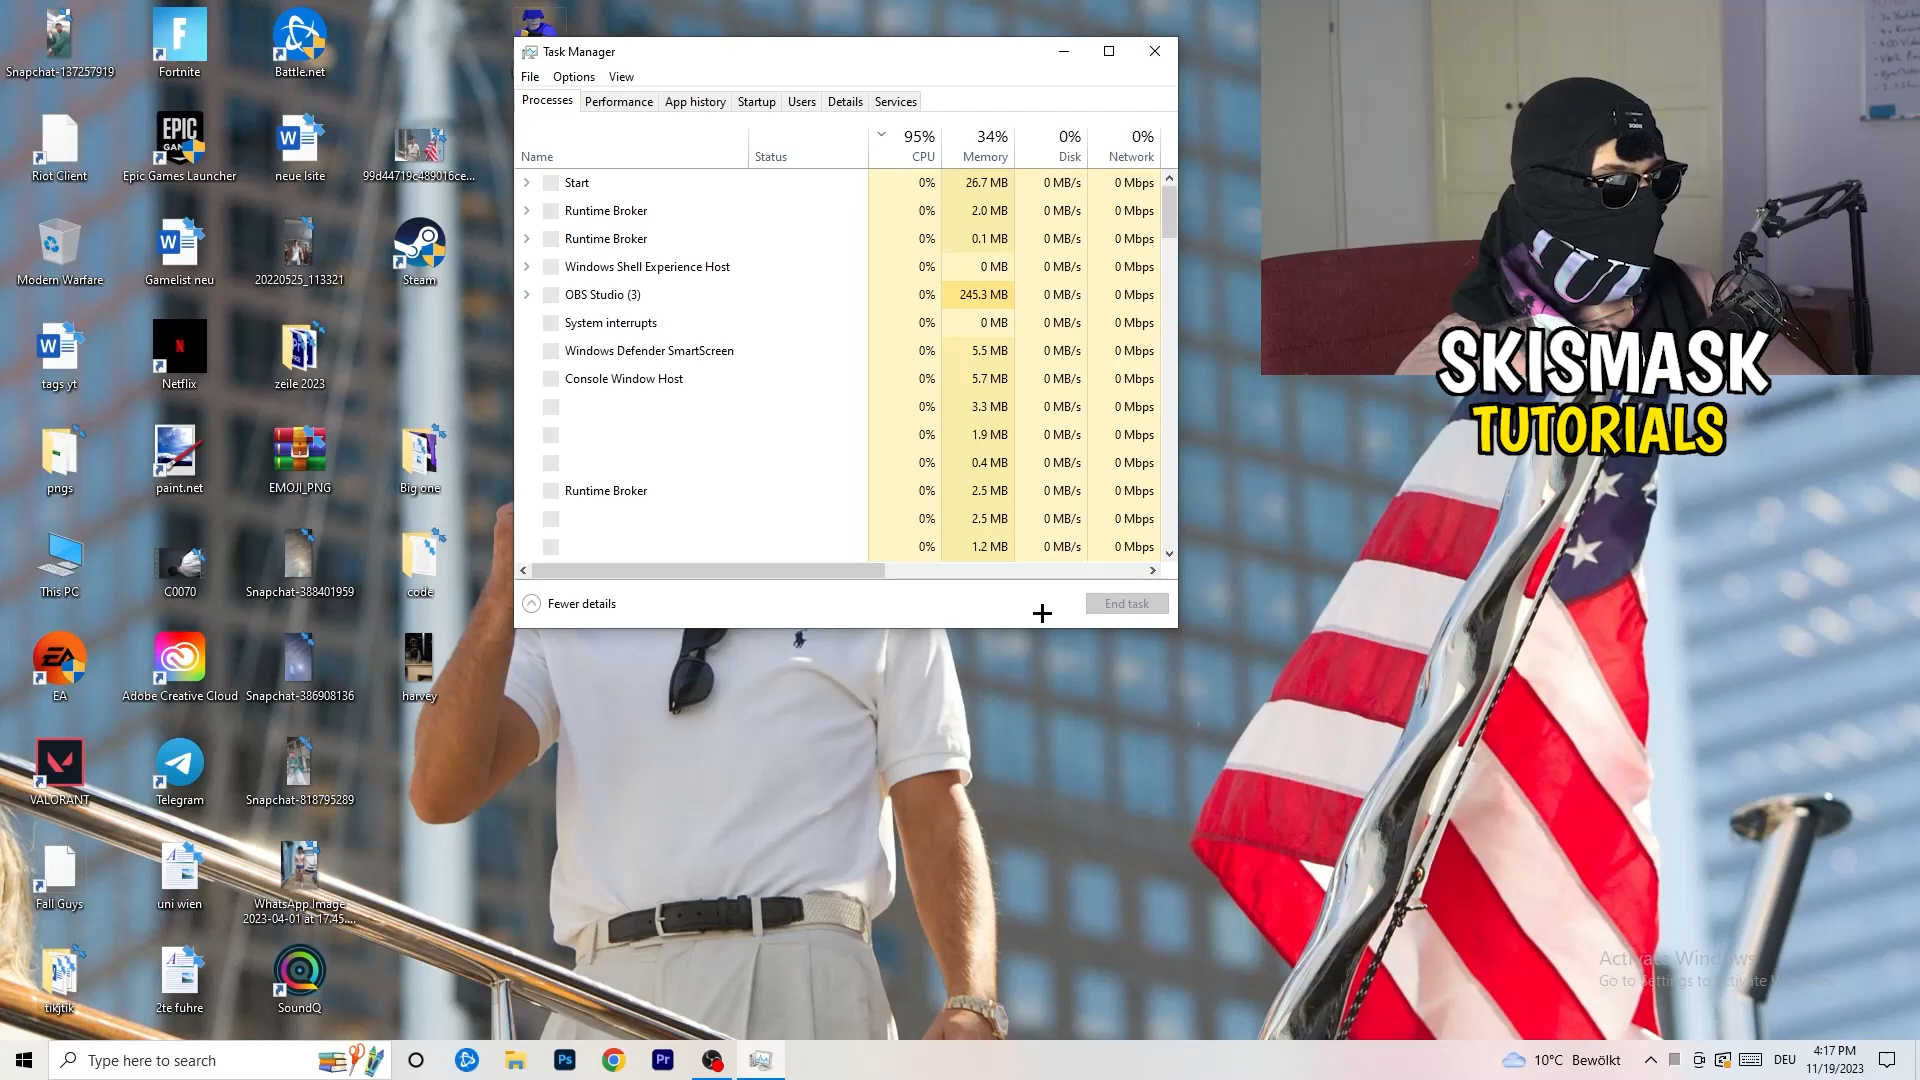 Snapchat-137257919
Fortnite
Battle.net
Riot Client
EPIC
Epic Games Launcher
neue lsite
99d44719c489016ce...
Modern Warfare
Gamelist neu
20220525_113321
Steam
tags yt
Netflix
zeile 2023
pngs
paint.net
EMOJI_PNG
Big one
This PC
C0070
Snapchat-388401959
code
EA
Adobe Creative Cloud
Snapchat-386908136
harvey
VALORANT
Telegram
Snapchat-818795289
Fall Guys
uni wien
WhatsApp Image
2023-04-01 at 17.45....
tikjtik
2te fuhre
SoundQ
Task Manager
File Options View
Processes Performance App history Startup Users Details Services
95% 34% 0% 0%
Name Status CPU Memory Disk Network
Start 0% 26.7 MB 0 MB/s 0 Mbps
Runtime Broker 0% 2.0 MB 0 MB/s 0 Mbps
Runtime Broker 0% 0.1 MB 0 MB/s 0 Mbps
Windows Shell Experience Host 0% 0 MB 0 MB/s 0 Mbps
OBS Studio (3) 0% 245.3 MB 0 MB/s 0 Mbps
System interrupts 0% 0 MB 0 MB/s 0 Mbps
Windows Defender SmartScreen 0% 5.5 MB 0 MB/s 0 Mbps
Console Window Host 0% 5.7 MB 0 MB/s 0 Mbps
0% 3.3 MB 0 MB/s 0 Mbps
0% 1.9 MB 0 MB/s 0 Mbps
0% 0.4 MB 0 MB/s 0 Mbps
Runtime Broker 0% 2.5 MB 0 MB/s 0 Mbps
0% 2.5 MB 0 MB/s 0 Mbps
0% 1.2 MB 0 MB/s 0 Mbps
Fewer details End task
SKISMASK
TUTORIALS
Activate Windows
Go to Settings to Activate
Type here to search
Ps
Pr
10°C Bewölkt
DEU
4:17 PM
11/19/2023